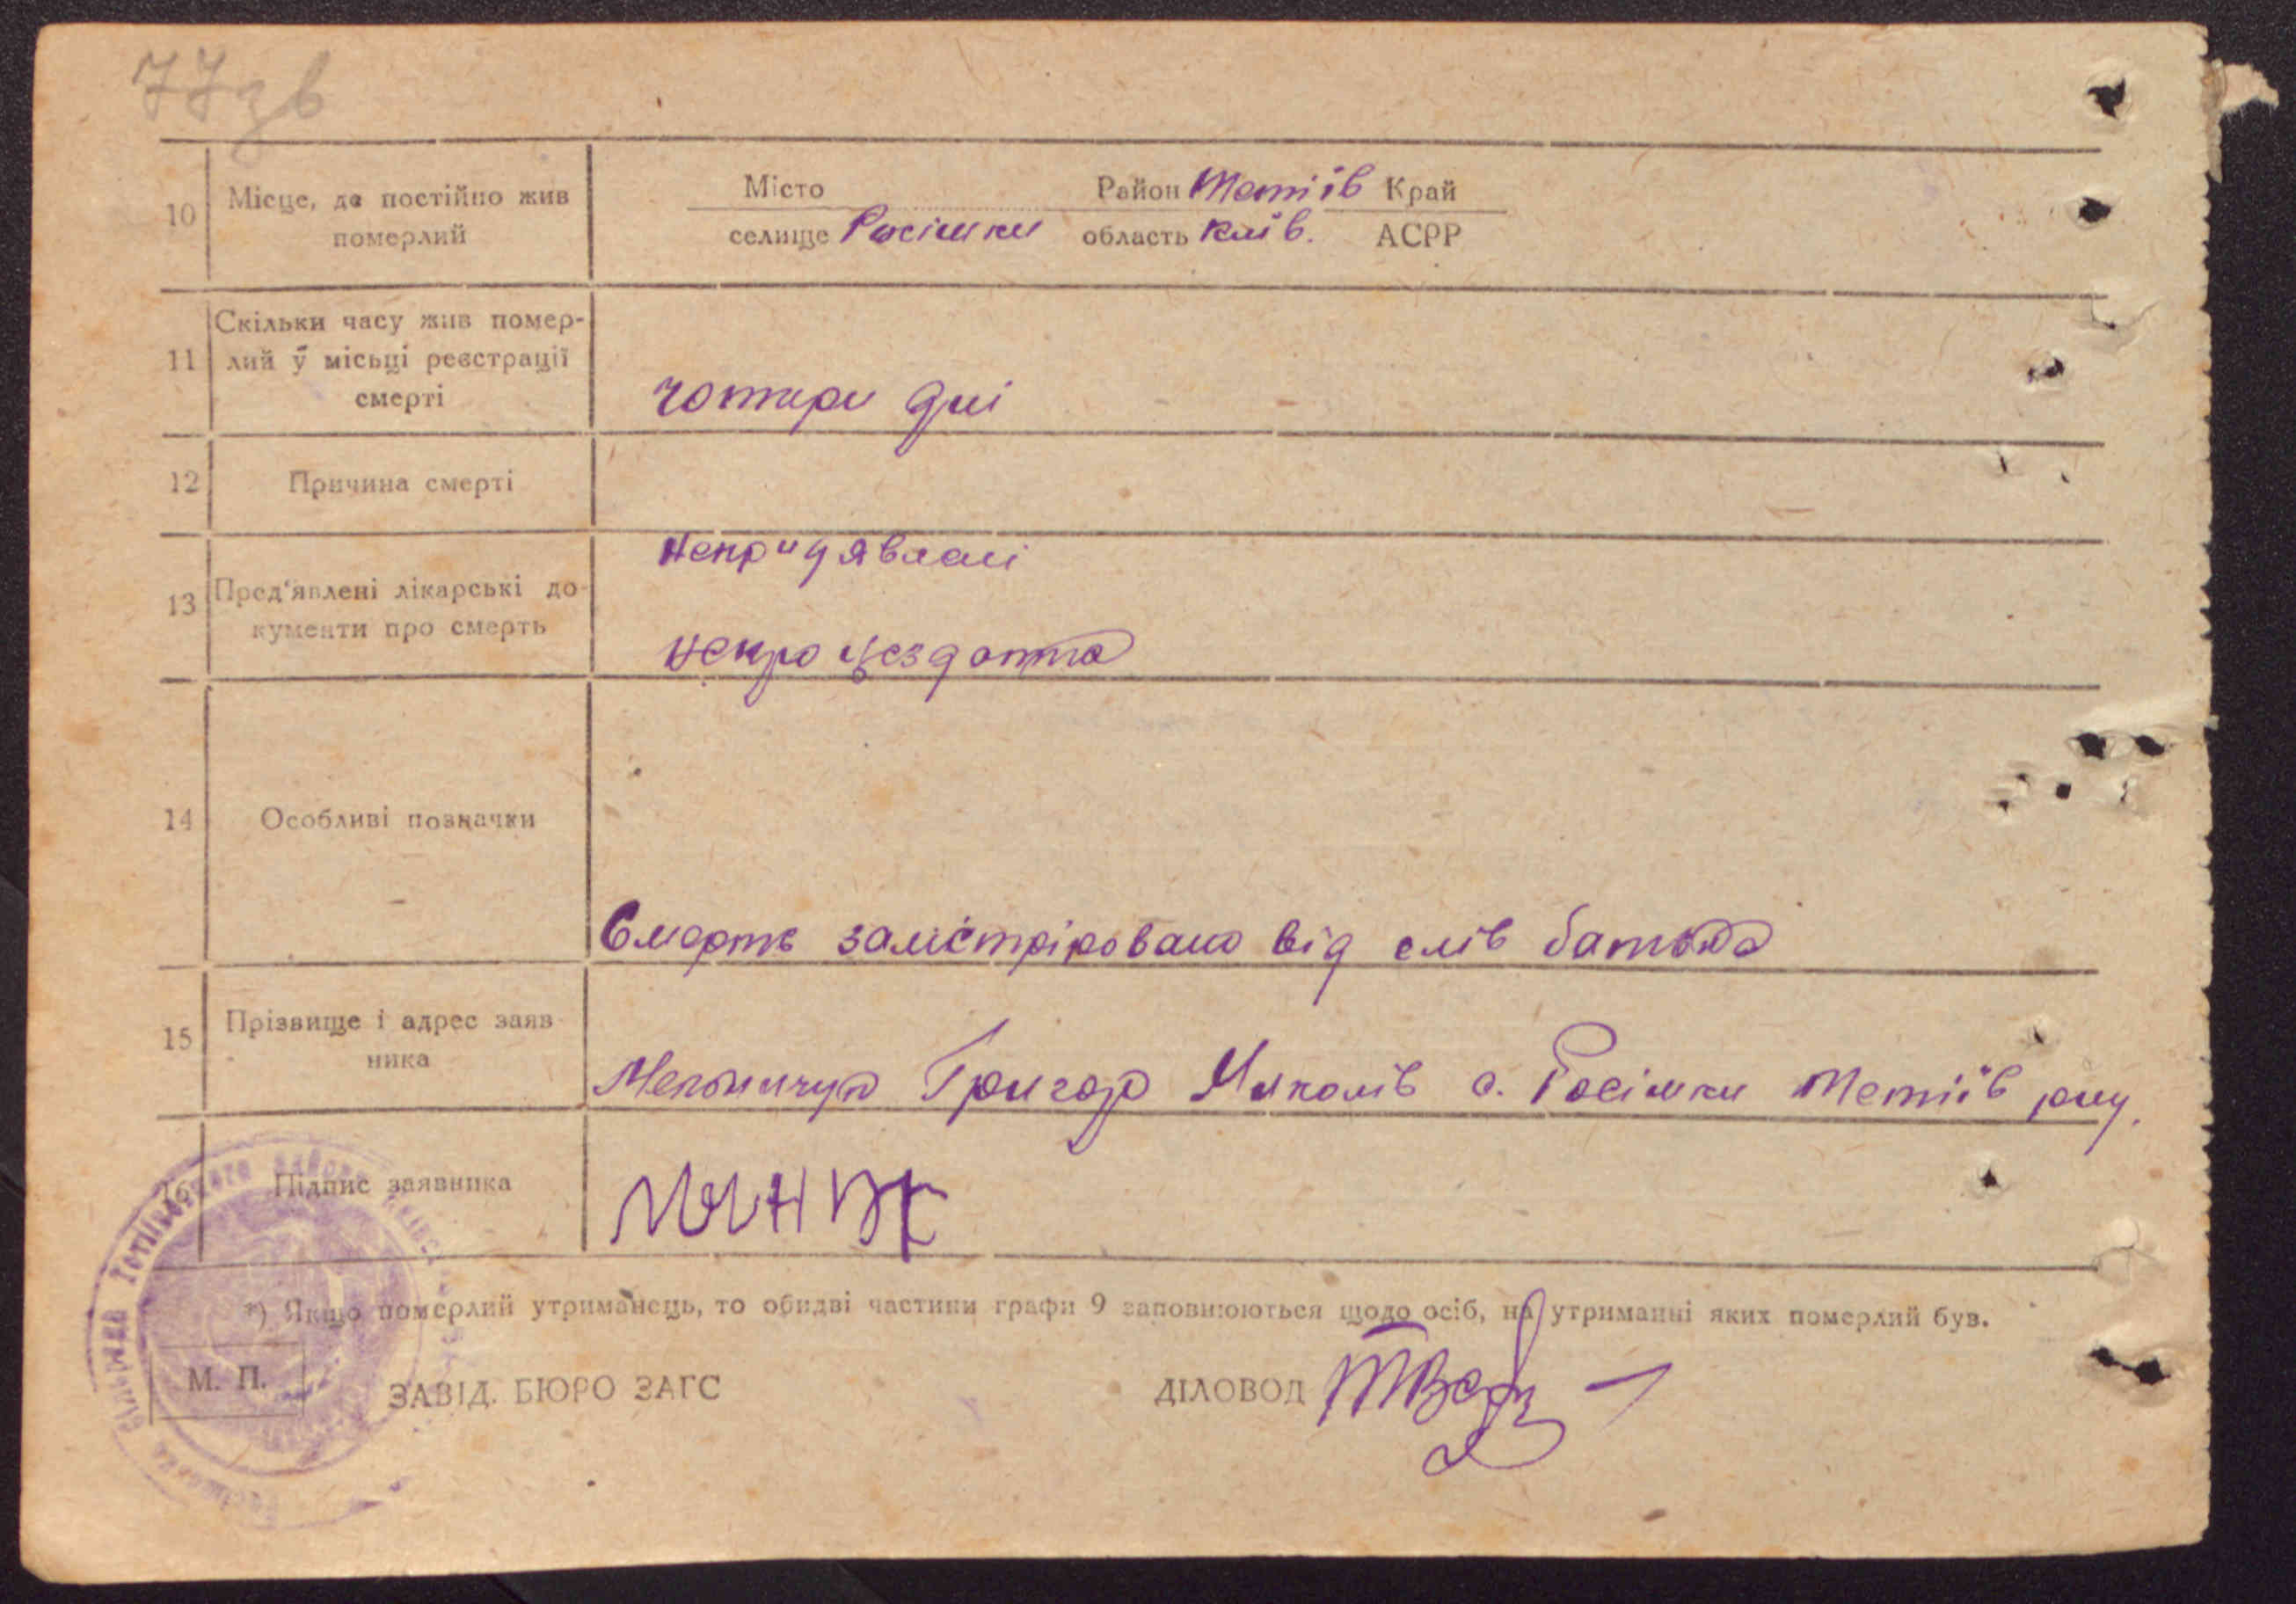 77зв
10 Місце, де постійно жив померлий
Місто Район Тетіїв Край
селище Росішки область Київ. АСРР
11 Скільки часу жив помер-
лий у місьці реєстрації
смерті
чотири дні
12 Причина смерті
13 Пред'явлені лікарські до-
кументи про смерть
Непридявлені
14 Особливі позначки
Смерть від слів батька
15 Прізвище і адрес заяв-
ника
Мельничук Григор Миколів с. Росішки Тетіїв рну.
16 Підпис заявника
*) Якщо померлий утриманець, то обидві частини графи 9 заповнюються щодо осіб, на утриманні яких померлий був.
М. П.
ЗАВІД. БЮРО ЗАГС ДІЛОВОД